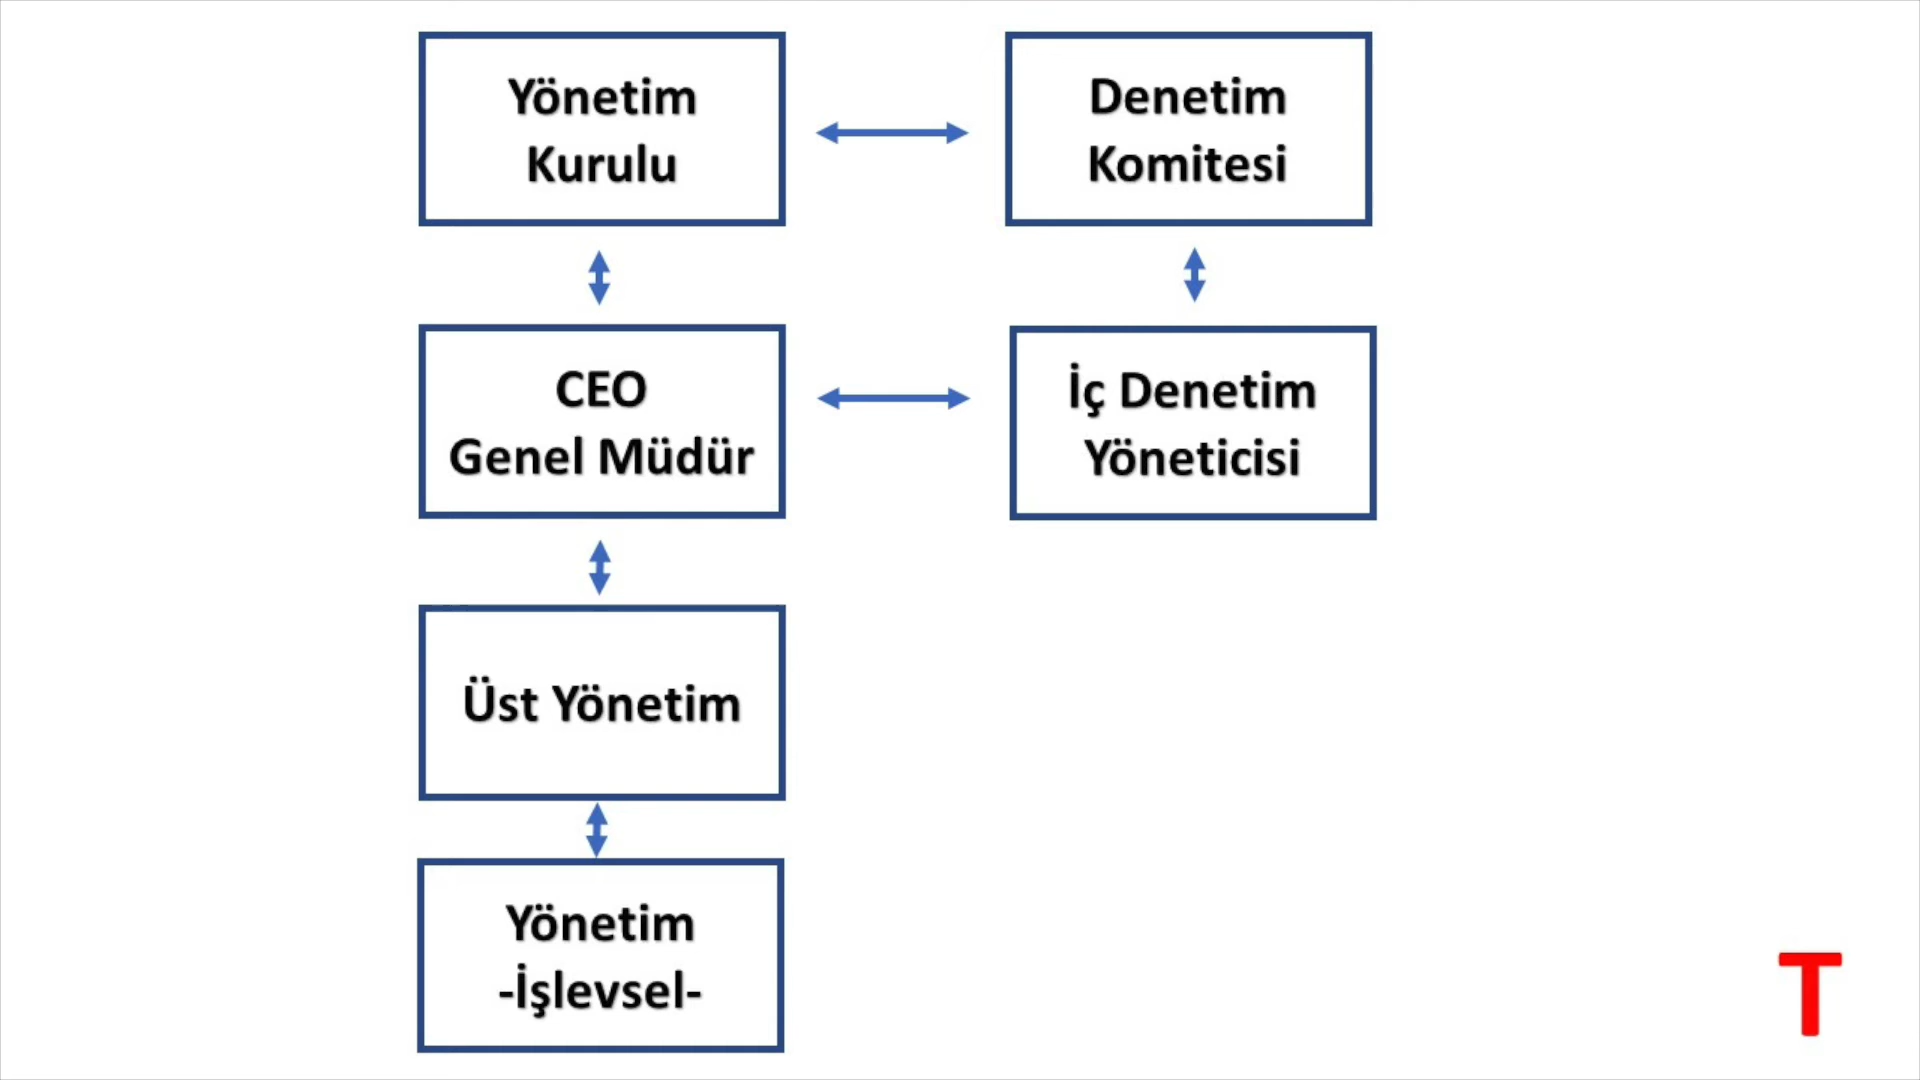 Yönetim
Kurulu
Denetim
Komitesi
CEO
Genel Müdür
İç Denetim
Yöneticisi
Üst Yönetim
Yönetim
-İşlevsel-
T